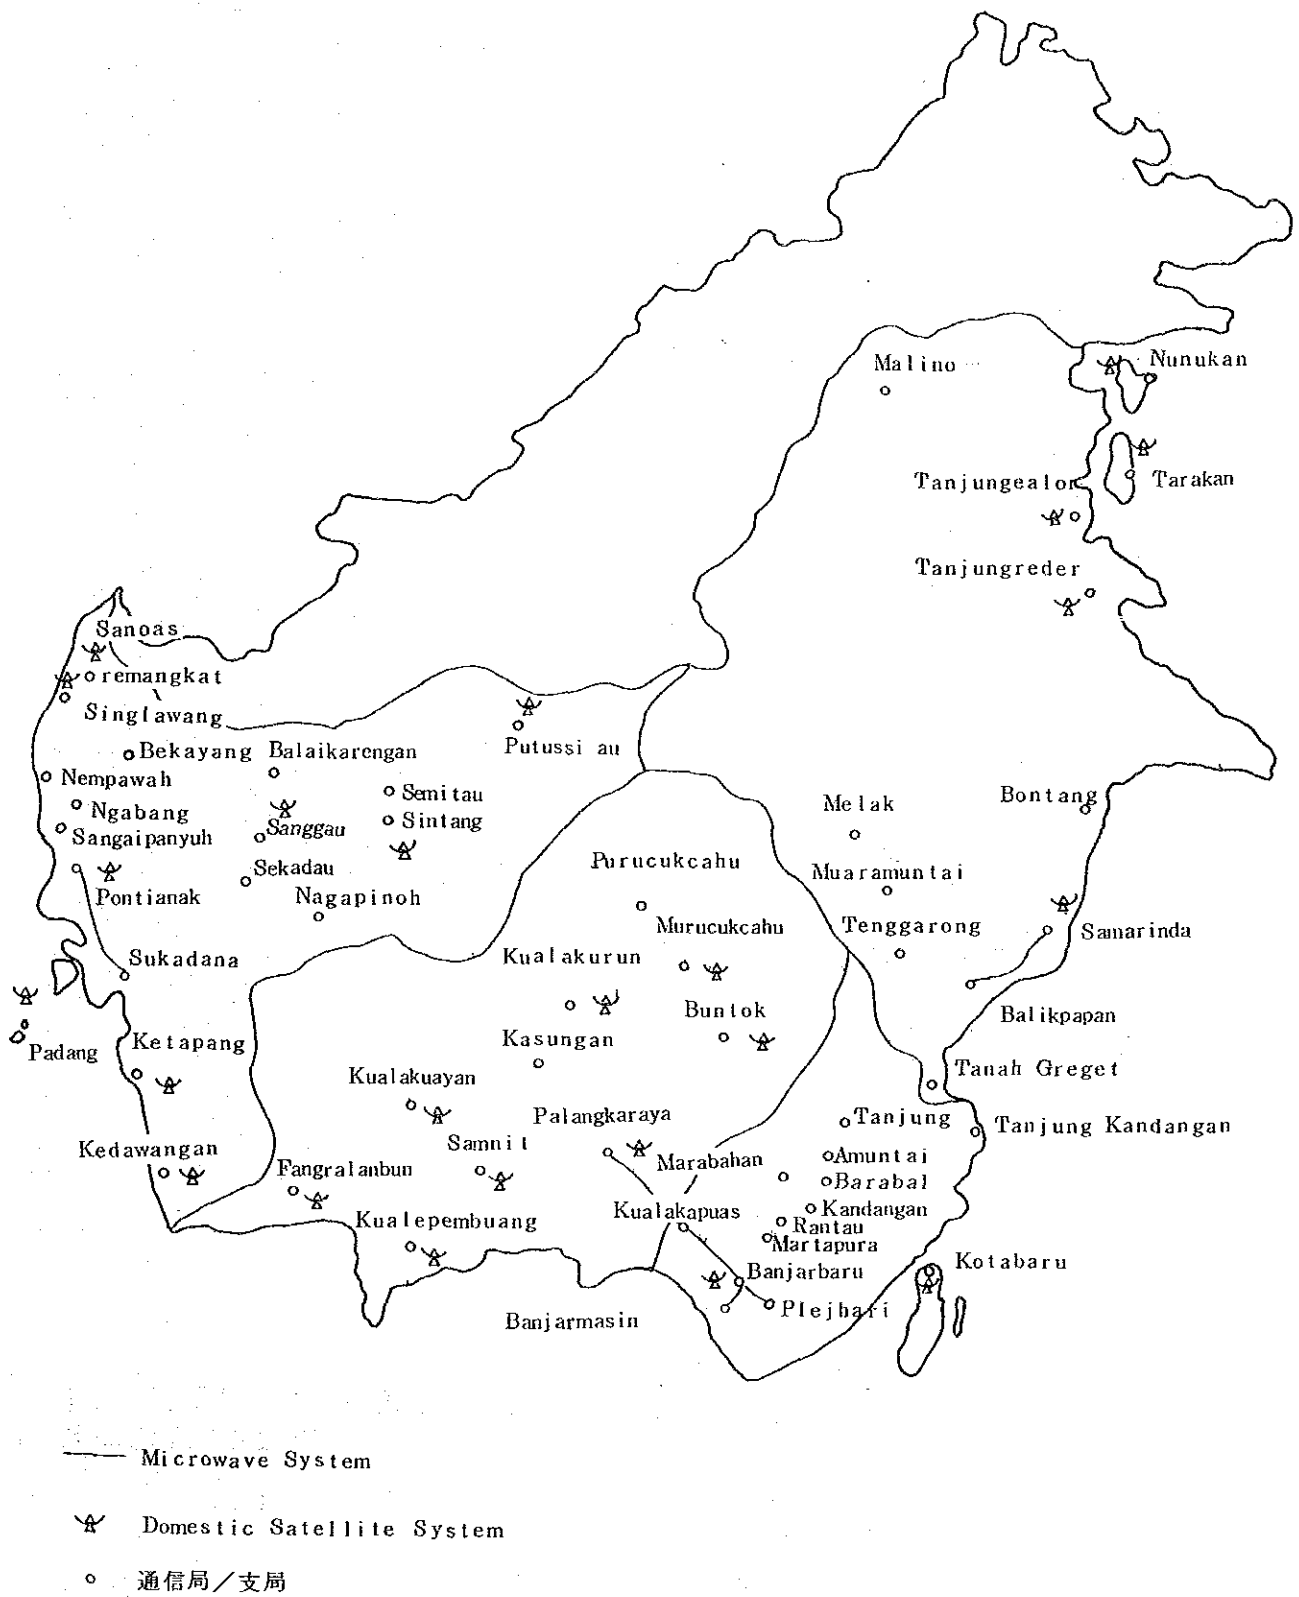 Malino
Nunukan
Tanjungealor
Tarakan
Tanjungreder
Sanoas
remangkat
Singlawang
Putussi au
Bekayang
Balaikarengan
Nempawah
Semitau
Melak
Bontang
Ngabang
Sintang
Sanggau
Sangaipanyuh
Purucukcahu
Sekadau
Muaramuntai
Pontianak
Nagapinoh
Murucukcahu
Tenggarong
Samarinda
Sukadana
Kualakurun
Buntok
Balikpapan
Padang
Ketapang
Kasungan
Tanah Greget
Kualakuayan
Palangkaraya
Tanjung
Tanjung Kandangan
Kedawangan
Samnit
Marabahan
Amuntai
Fangralanbun
Barabal
Kualakapuas
Kandangan
Kualepembuang
Rantau
Martapura
Kotabaru
Banjarbaru
Banjarmasin
Plejhari
Microwave System
Domestic Satellite System
通信局/支局